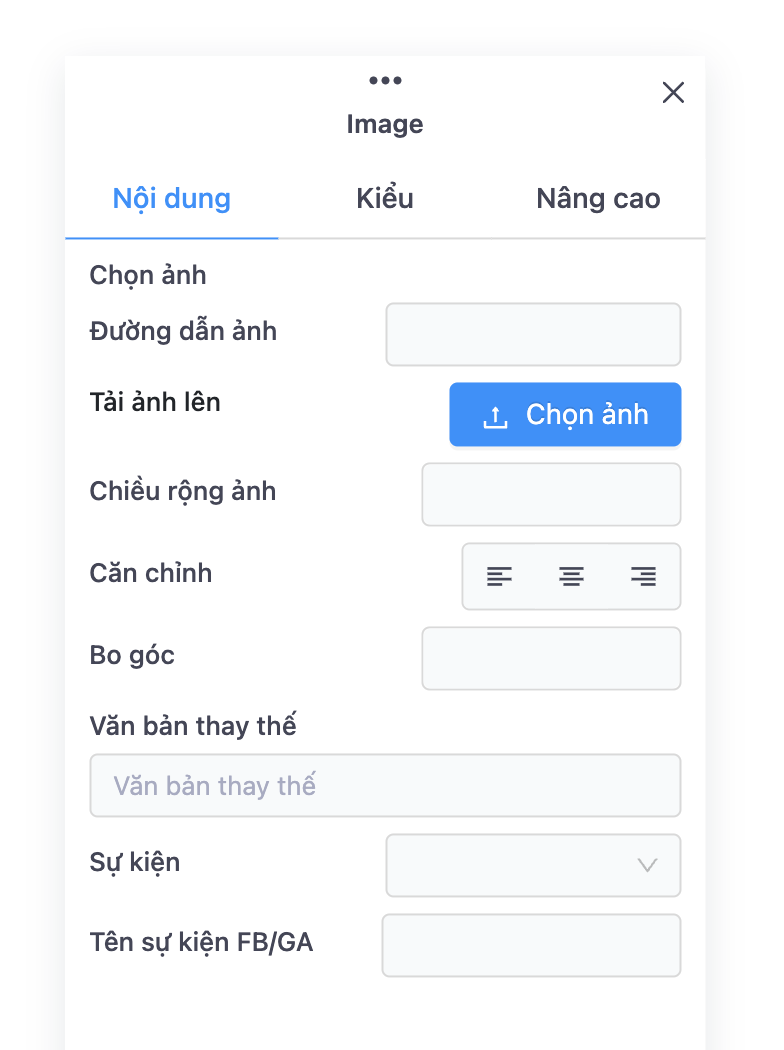 Image
Nội dung Kiểu Nâng cao
Chọn ảnh
Đường dẫn ảnh
Tải ảnh lên Chọn ảnh
Chiều rộng ảnh
Căn chỉnh
Bo góc
Văn bản thay thế
Văn bản thay thế
Sự kiện
Tên sự kiện FB/GA